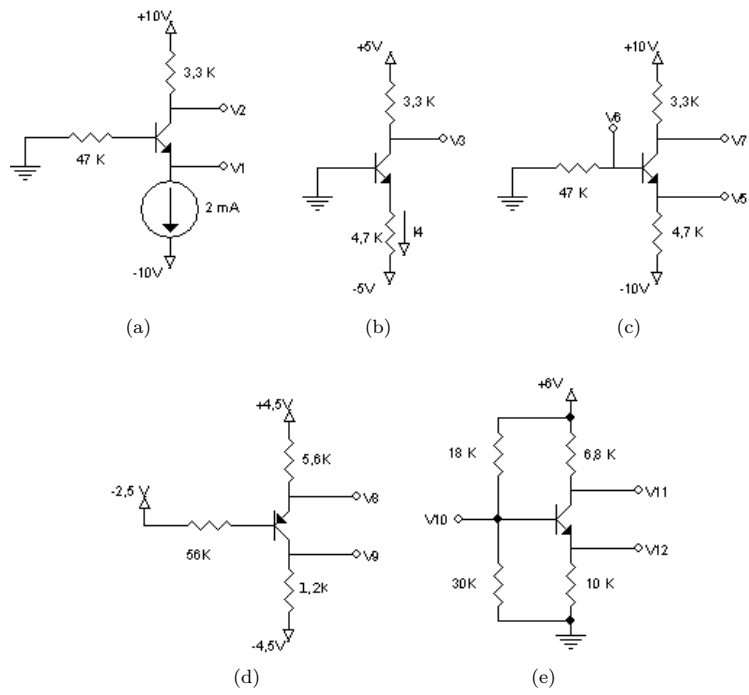 +10V
3,3 K
V2
47 K
V1
2 mA
-10V
(a)
+5V
3,3 K
V3
4,7 K
I4
-5V
(b)
+10V
3,3K
V6
V7
47 K
V5
4,7 K
-10V
(c)
+4,5V
5,6K
-2,5 V
V8
56K
V9
1,2K
-4,5V
(d)
+6V
18 K
6,8 K
V11
V10
V12
30K
10 K
(e)